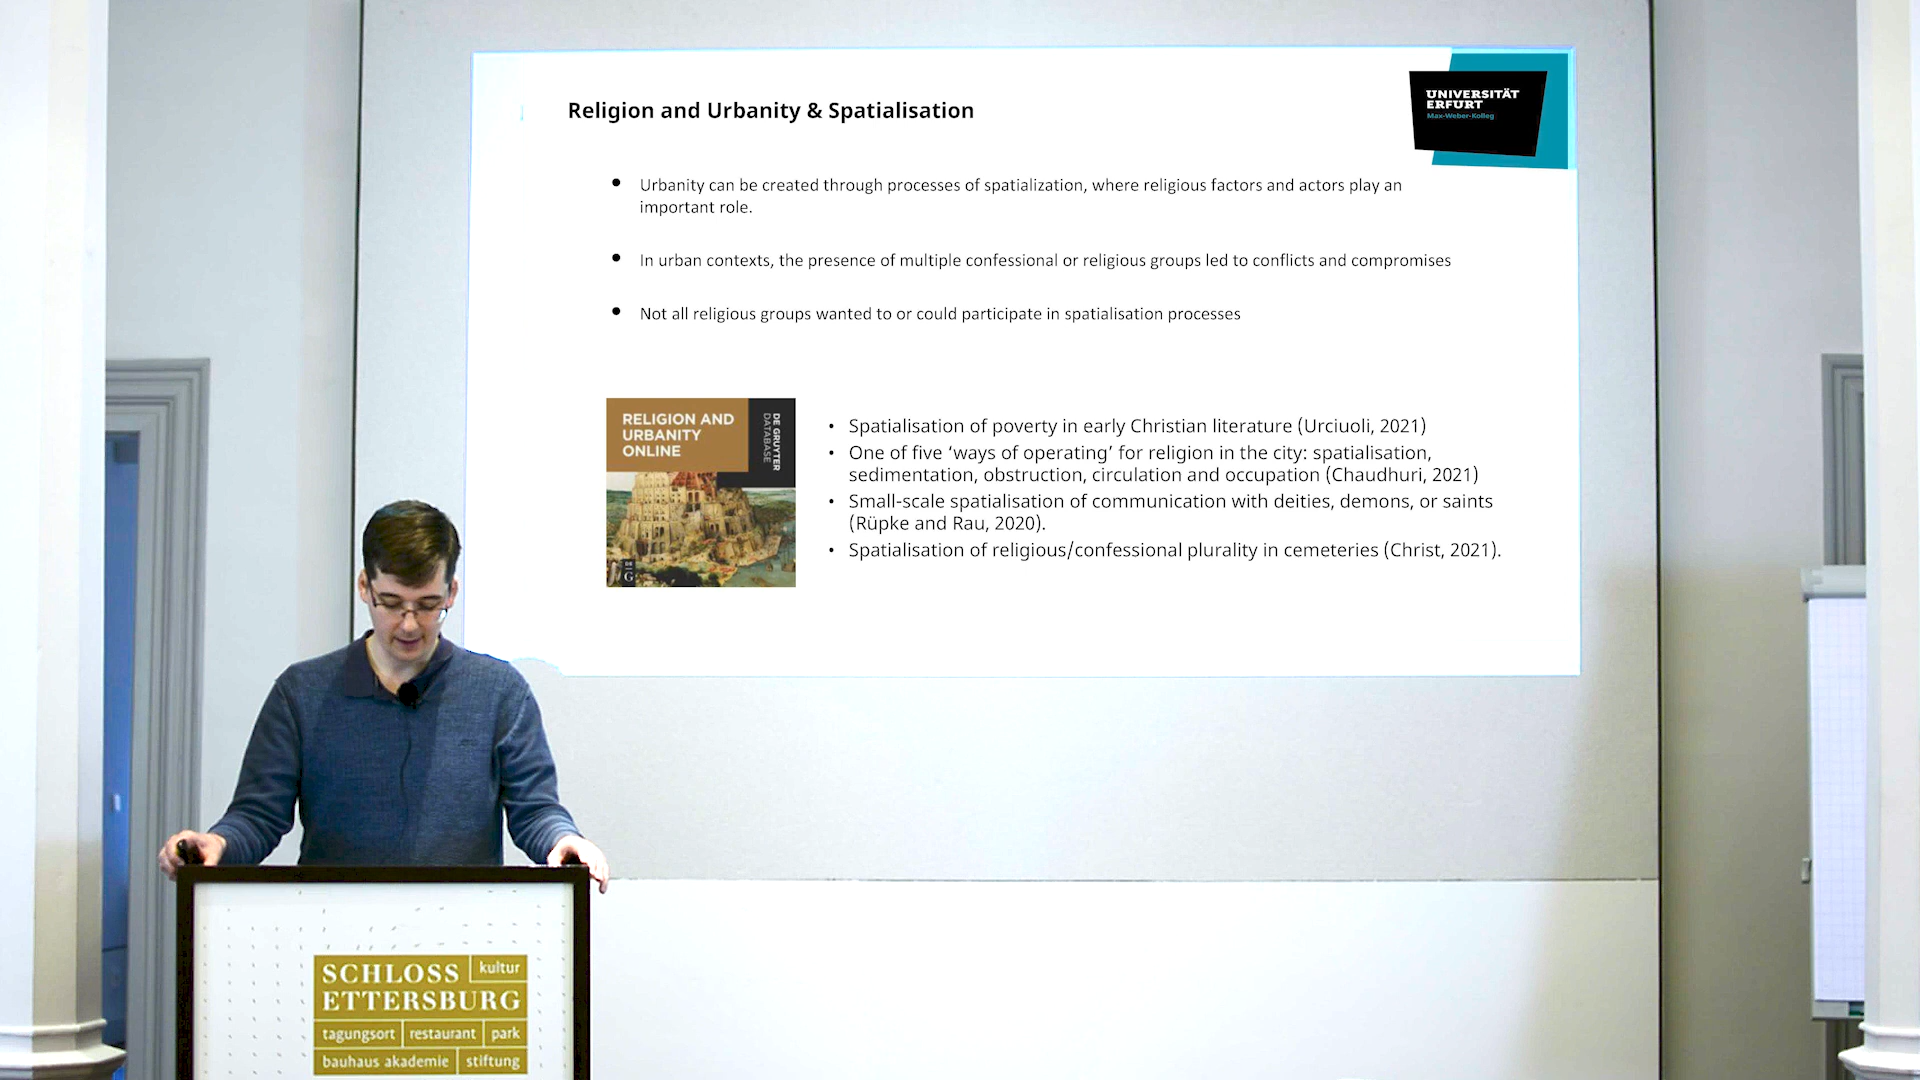 Religion and Urbanity & Spatialisation
UNIVERSITÄT
ERFURT
Max-Weber-Kolleg
• Urbanity can be created through processes of spatialization, where religious factors and actors play an
important role.
• In urban contexts, the presence of multiple confessional or religious groups led to conflicts and compromises
• Not all religious groups wanted to or could participate in spatialisation processes
RELIGION AND
URBANITY
ONLINE
DE GRUYTER
DATABASE
DE
G
• Spatialisation of poverty in early Christian literature (Urciuoli, 2021)
• One of five ‘ways of operating’ for religion in the city: spatialisation,
sedimentation, obstruction, circulation and occupation (Chaudhuri, 2021)
• Small-scale spatialisation of communication with deities, demons, or saints
(Rüpke and Rau, 2020).
• Spatialisation of religious/confessional plurality in cemeteries (Christ, 2021).
SCHLOSS kultur
ETTERSBURG
tagungsort restaurant park
bauhaus akademie stiftung